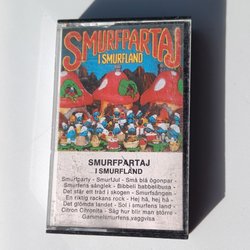 SMURFPARTAJ
I SMURFLAND
SMURFPARTAJ
I SMURFLAND
Smurfparty - SmurfJul - Små blå ögonpar
Smurfens sånglek - Bibbeli babbelibusa
Det står ett träd i skogen - Smurfsången
En riktig rackans rock - Hej hå, hej hå -
Det glömda landet - Sol i smurfens land -
Citron Citronita - Säg hur blir man större
Gammelsmurfens vaggvisa